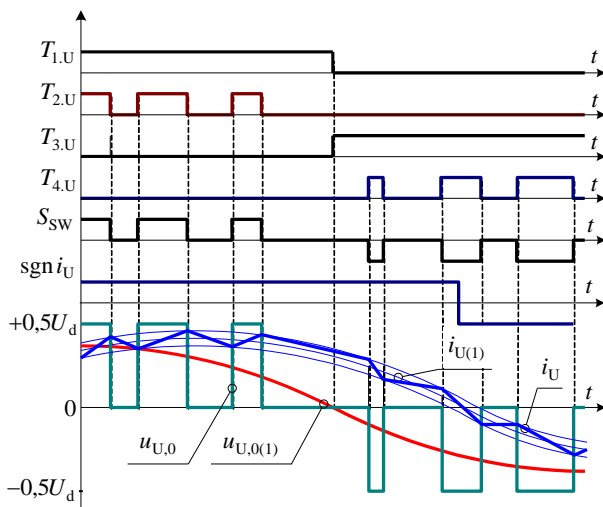 T1.U t
T2.U t
T3.U t
T4.U t
SSW t
sgn iU t
+0,5Ud
iU(1) iU
0 t
uU,0 uU,0(1)
−0,5Ud